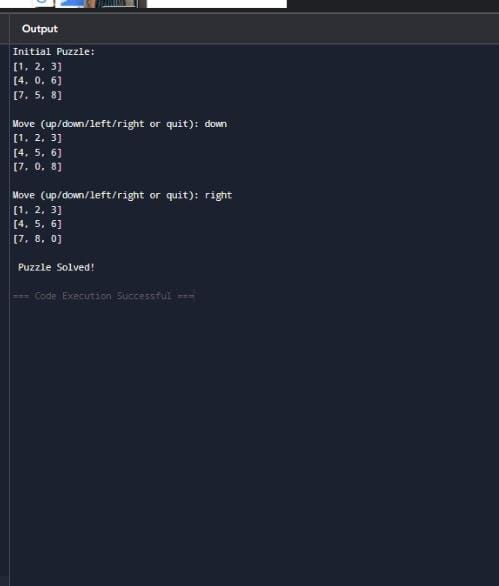 Output
Initial Puzzle:
[1, 2, 3]
[4, 0, 6]
[7, 5, 8]
Move (up/down/left/right or quit): down
[1, 2, 3]
[4, 5, 6]
[7, 0, 8]
Move (up/down/left/right or quit): right
[1, 2, 3]
[4, 5, 6]
[7, 8, 0]
Puzzle Solved!
=== Code Execution Successful ===